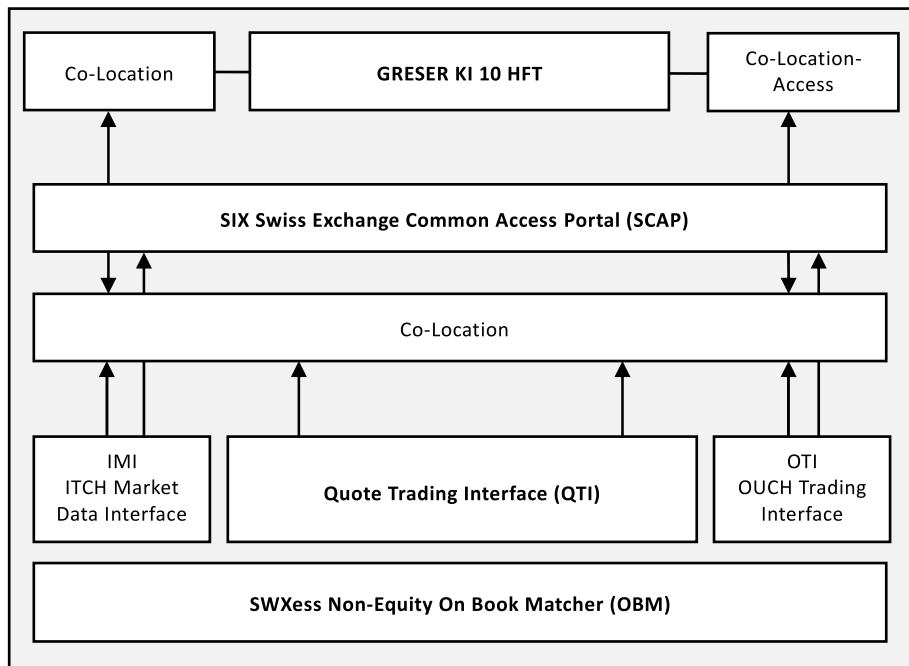 Co-Location
GRESER KI 10 HFT
Co-Location-
Access
SIX Swiss Exchange Common Access Portal (SCAP)
Co-Location
IMI
ITCH Market
Data Interface
Quote Trading Interface (QTI)
OTI
OUCH Trading
Interface
SWXess Non-Equity On Book Matcher (OBM)